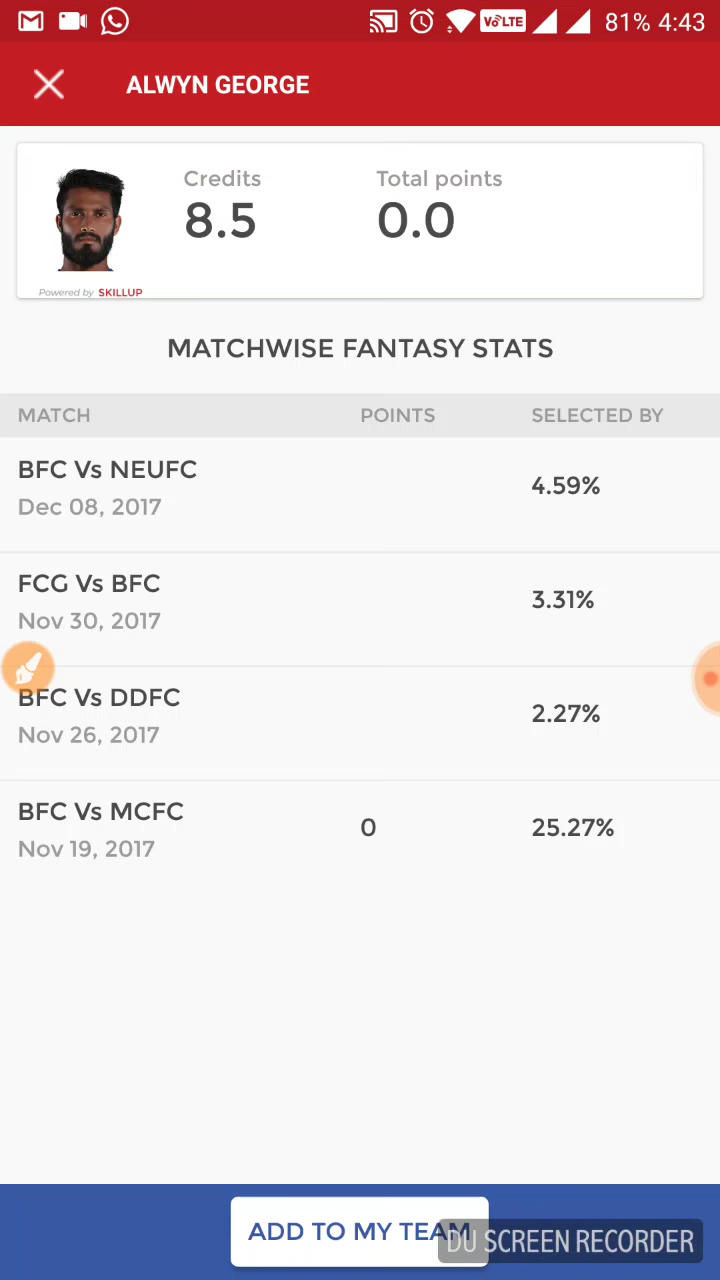 VoLTE 81% 4:43
ALWYN GEORGE
Credits Total points
8.5 0.0
Powered by SKILLUP
MATCHWISE FANTASY STATS
MATCH POINTS SELECTED BY
BFC Vs NEUFC
4.59%
Dec 08, 2017
FCG Vs BFC
3.31%
Nov 30, 2017
BFC Vs DDFC
2.27%
Nov 26, 2017
BFC Vs MCFC
0 25.27%
Nov 19, 2017
ADD TO MY TEAM
DU SCREEN RECORDER